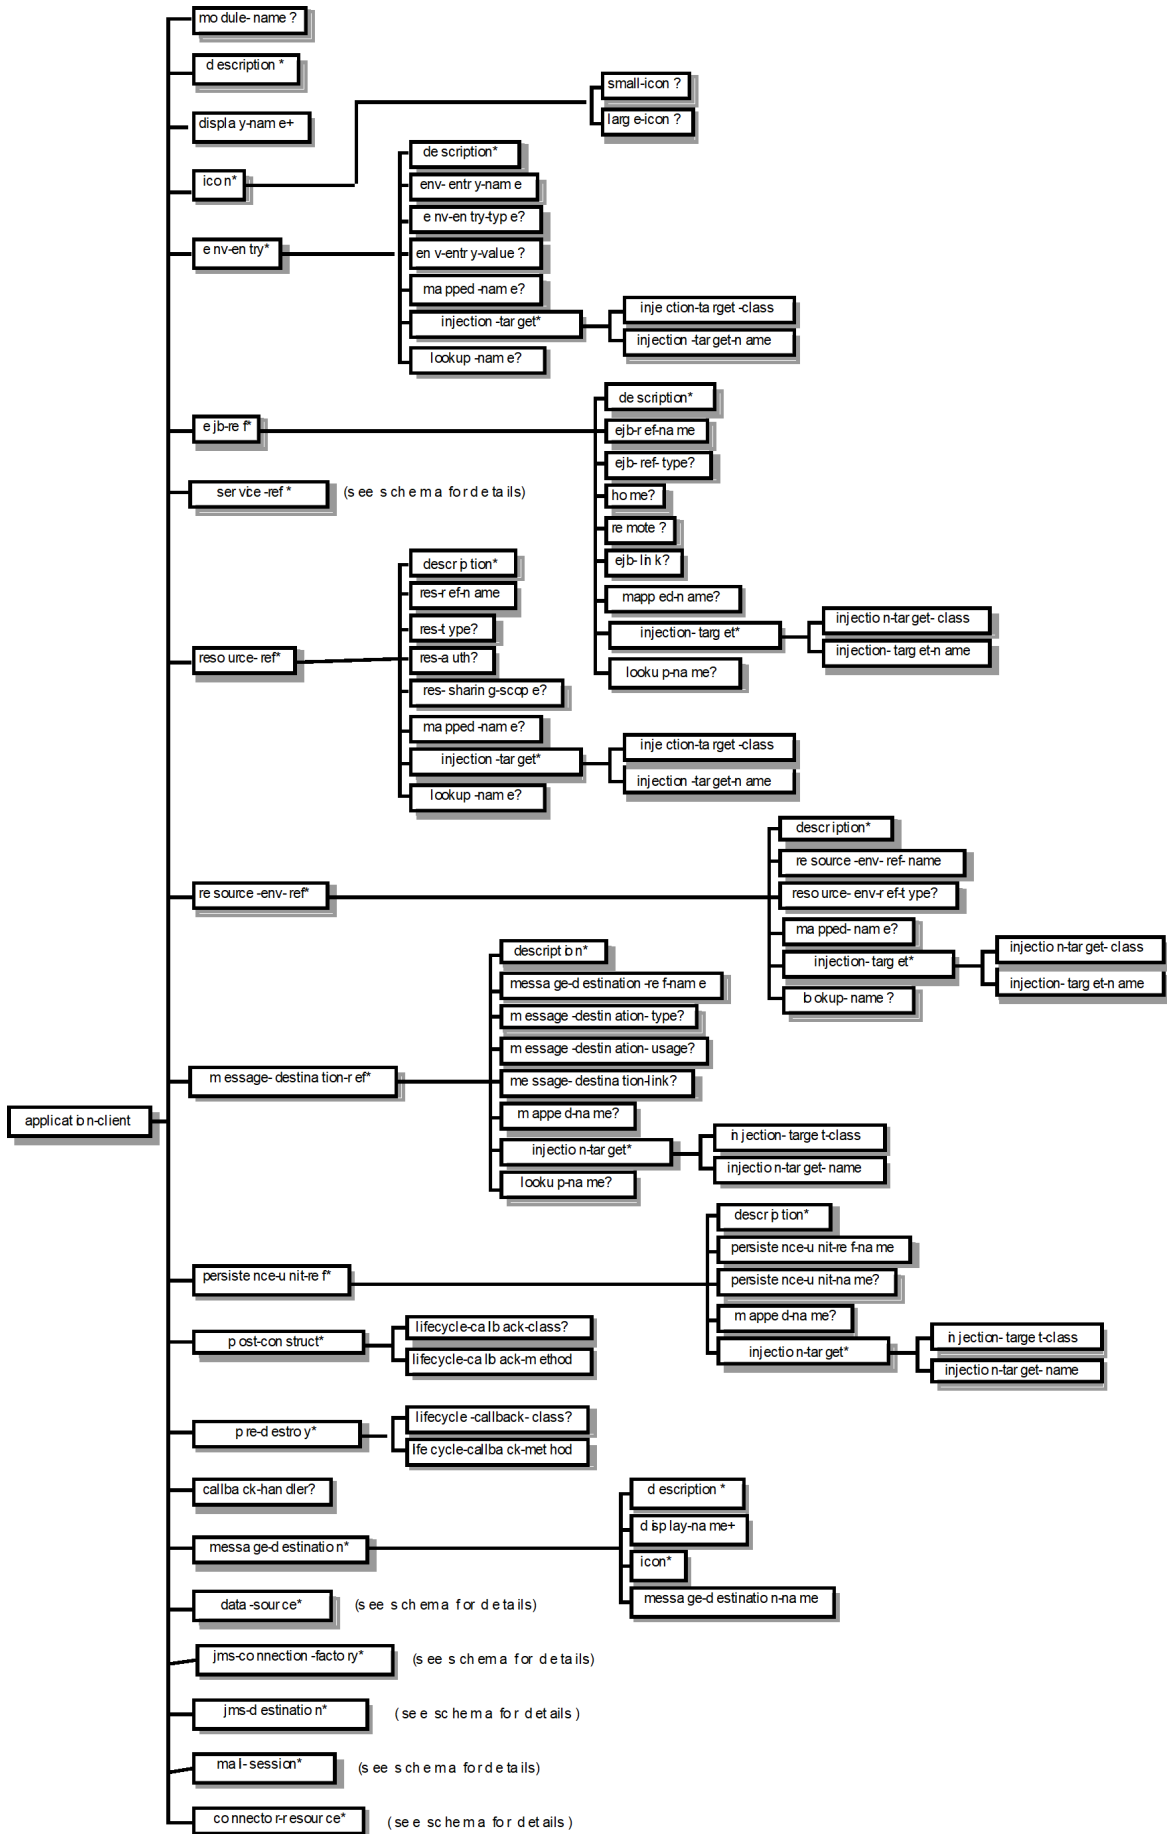 module-name?
description*
display-name+
icon*
small-icon?
large-icon?
env-entry*
description*
env-entry-name
env-entry-type?
env-entry-value?
mapped-name?
injection-target*
injection-target-class
injection-target-name
lookup-name?
ejb-ref*
description*
ejb-ref-name
ejb-ref-type?
home?
remote?
ejb-link?
mapped-name?
injection-target*
injection-target-class
injection-target-name
lookup-name?
service-ref* (see schema for details)
resource-ref*
description*
res-ref-name
res-type?
res-auth?
res-sharing-scope?
mapped-name?
injection-target*
injection-target-class
injection-target-name
lookup-name?
resource-env-ref*
description*
resource-env-ref-name
resource-env-ref-type?
mapped-name?
injection-target*
injection-target-class
injection-target-name
lookup-name?
message-destination-ref*
description*
message-destination-ref-name
message-destination-type?
message-destination-usage?
message-destination-link?
mapped-name?
injection-target*
injection-target-class
injection-target-name
lookup-name?
application-client
persistence-unit-ref*
description*
persistence-unit-ref-name
persistence-unit-name?
mapped-name?
injection-target*
injection-target-class
injection-target-name
post-construct*
lifecycle-callback-class?
lifecycle-callback-method
pre-destroy*
lifecycle-callback-class?
lifecycle-callback-method
callback-handler?
message-destination*
description*
display-name+
icon*
message-destination-name
data-source* (see schema for details)
jms-connection-factory* (see schema for details)
jms-destination* (see schema for details)
mail-session* (see schema for details)
connector-resource* (see schema for details)